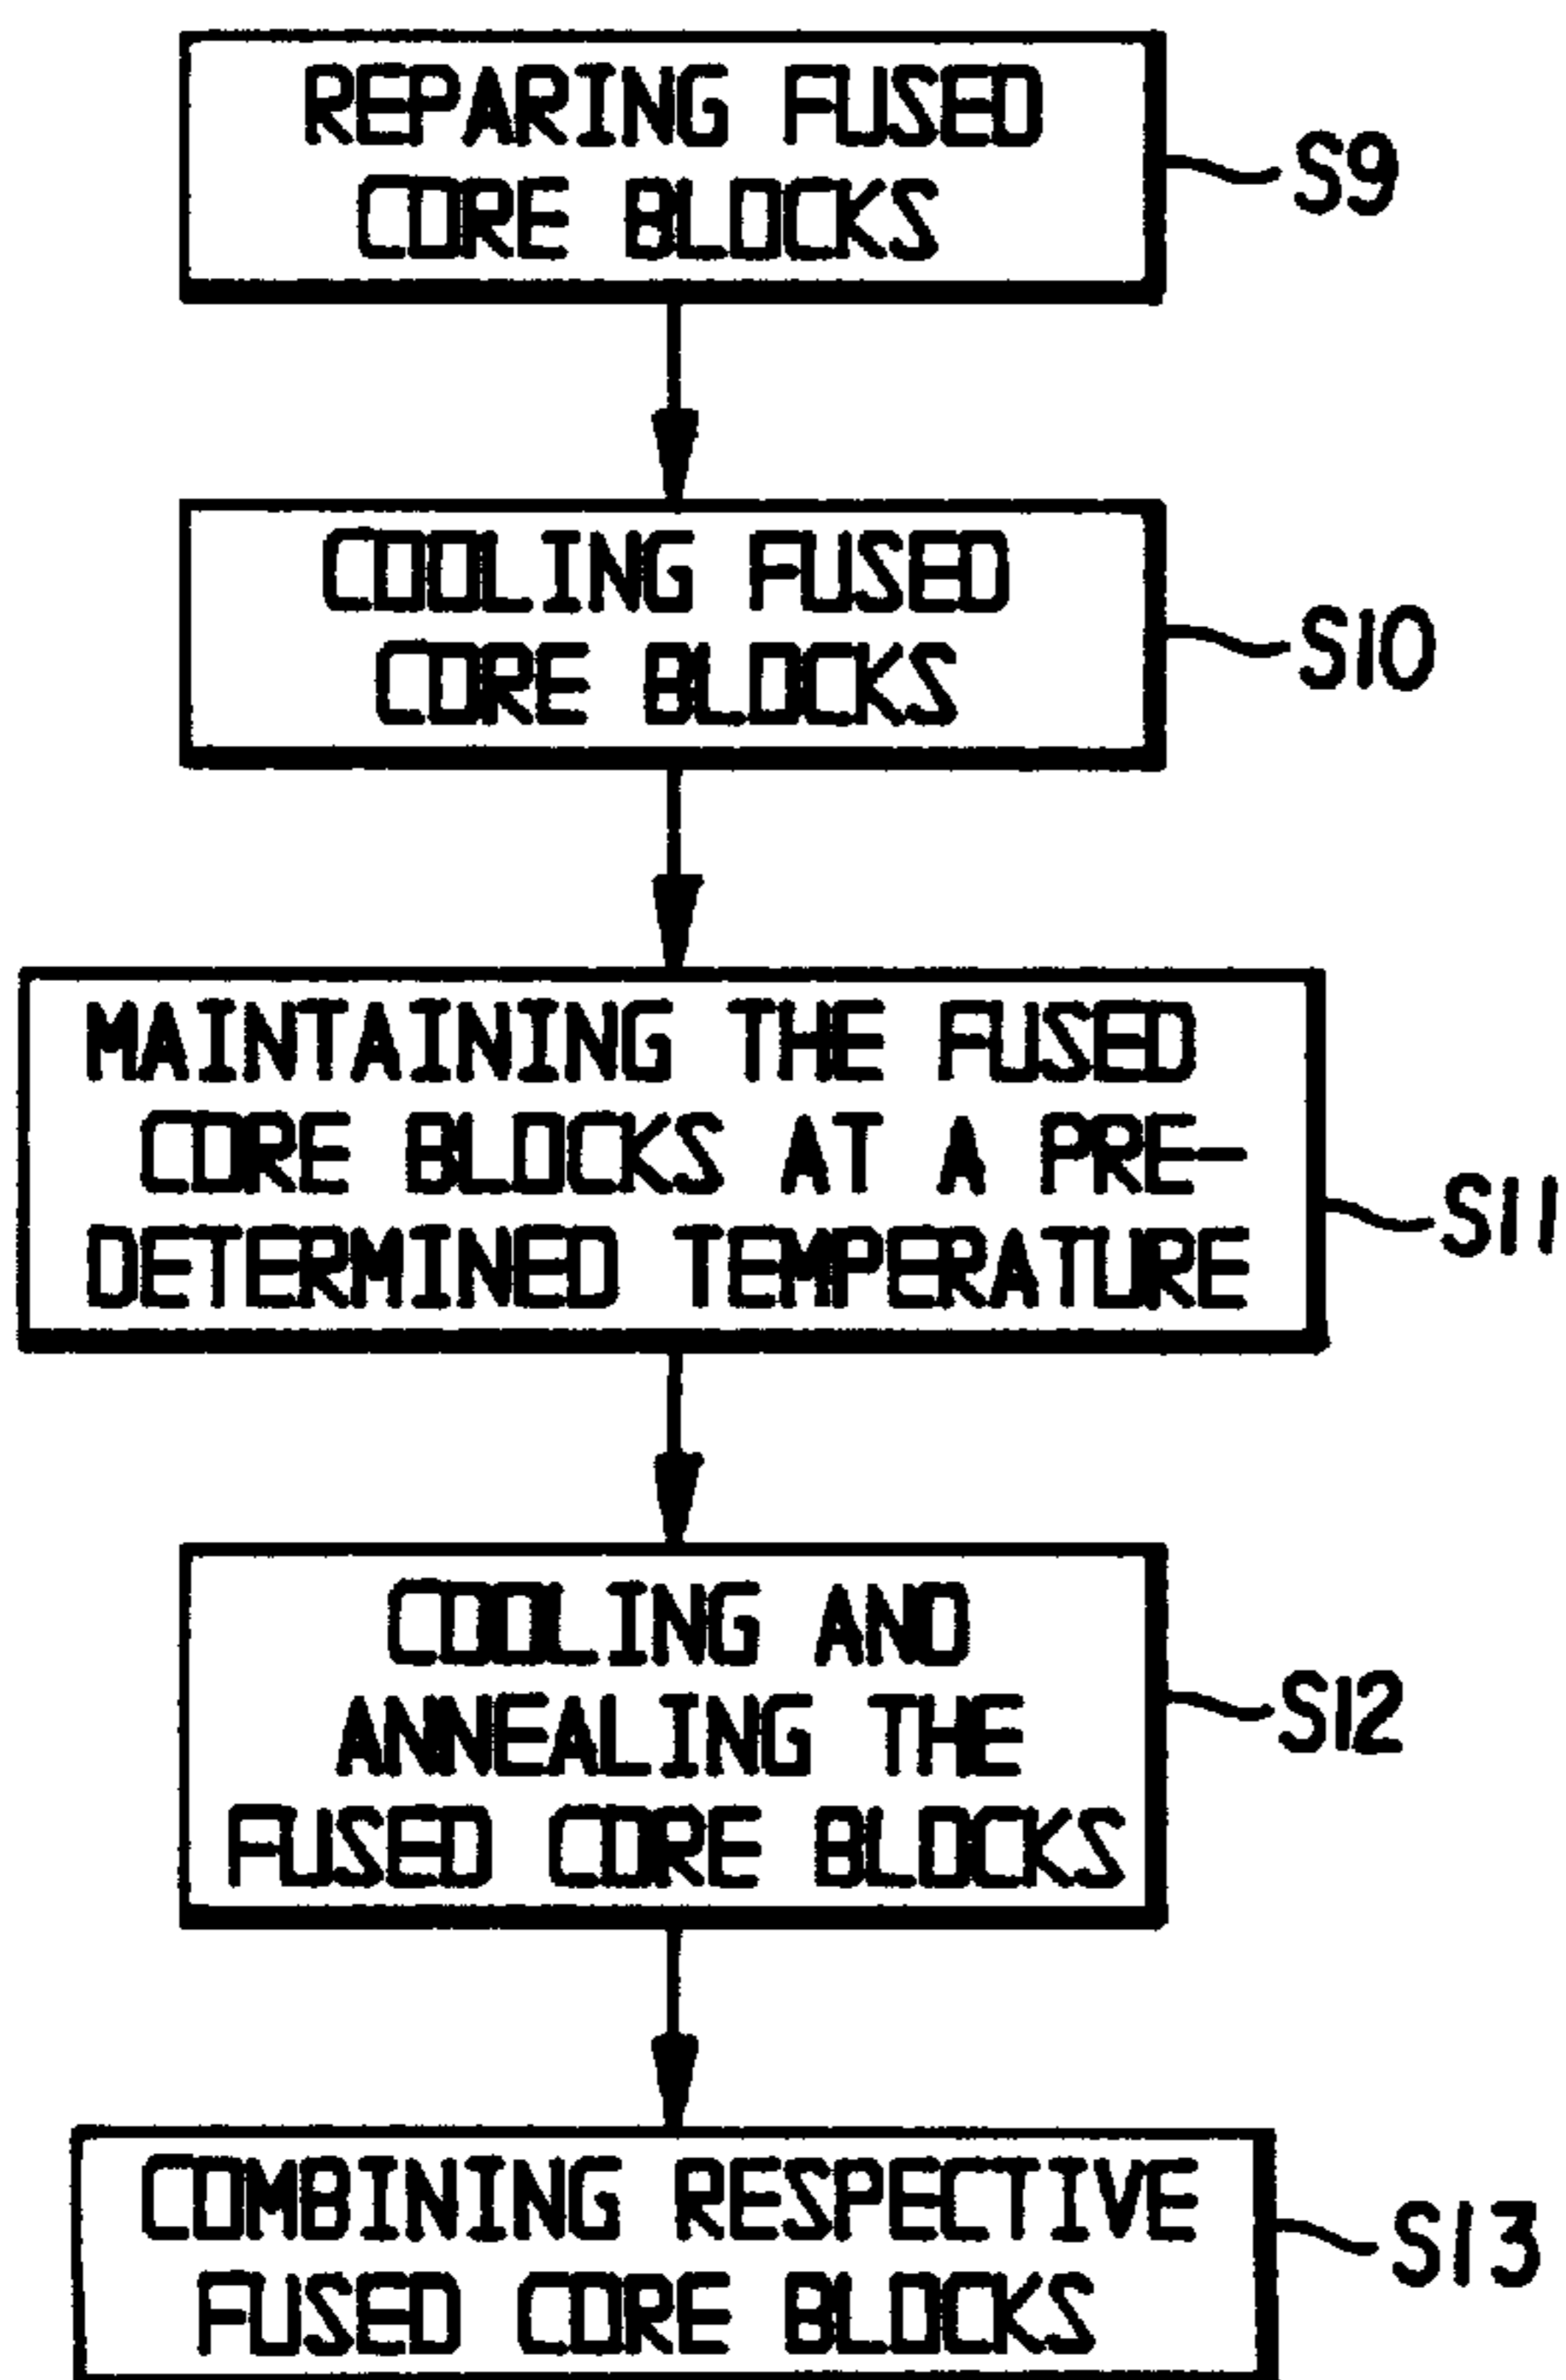 REPARING FUSED
CORE BLOCKS
S9
COOLING FUSED
CORE BLOCKS
S10
MAINTAINING THE FUSED
CORE BLOCKS AT A PRE-
DETERMINED TEMPERATURE
S11
COOLING AND
ANNEALING THE
FUSED CORE BLOCKS
S12
COMBINING RESPECTIVE
FUSED CORE BLOCKS
S13